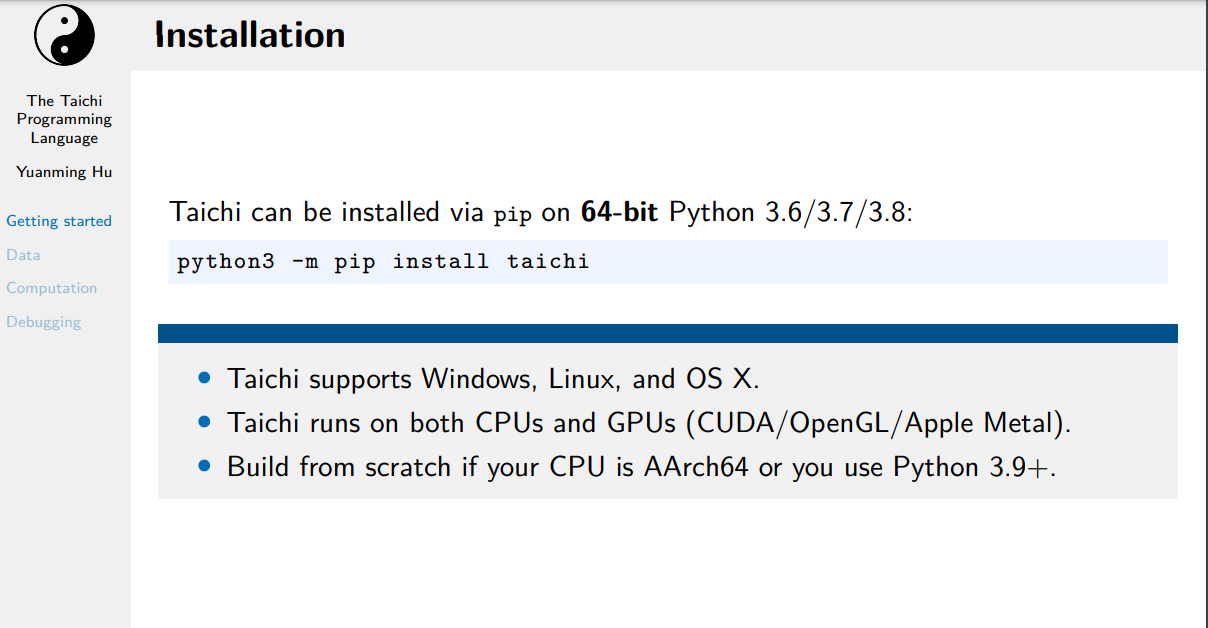 Installation
The Taichi
Programming
Language
Yuanming Hu
Getting started
Data
Computation
Debugging
Taichi can be installed via pip on 64-bit Python 3.6/3.7/3.8:
python3 -m pip install taichi
• Taichi supports Windows, Linux, and OS X.
• Taichi runs on both CPUs and GPUs (CUDA/OpenGL/Apple Metal).
• Build from scratch if your CPU is AArch64 or you use Python 3.9+.